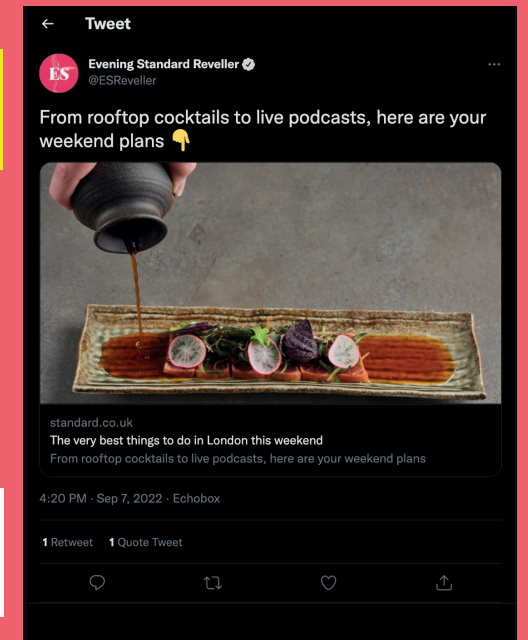 Tweet
ES
Evening Standard Reveller
@ESReveller
From rooftop cocktails to live podcasts, here are your
weekend plans 👇
standard.co.uk
The very best things to do in London this weekend
From rooftop cocktails to live podcasts, here are your weekend plans
4:20 PM · Sep 7, 2022 · Echobox
1 Retweet 1 Quote Tweet